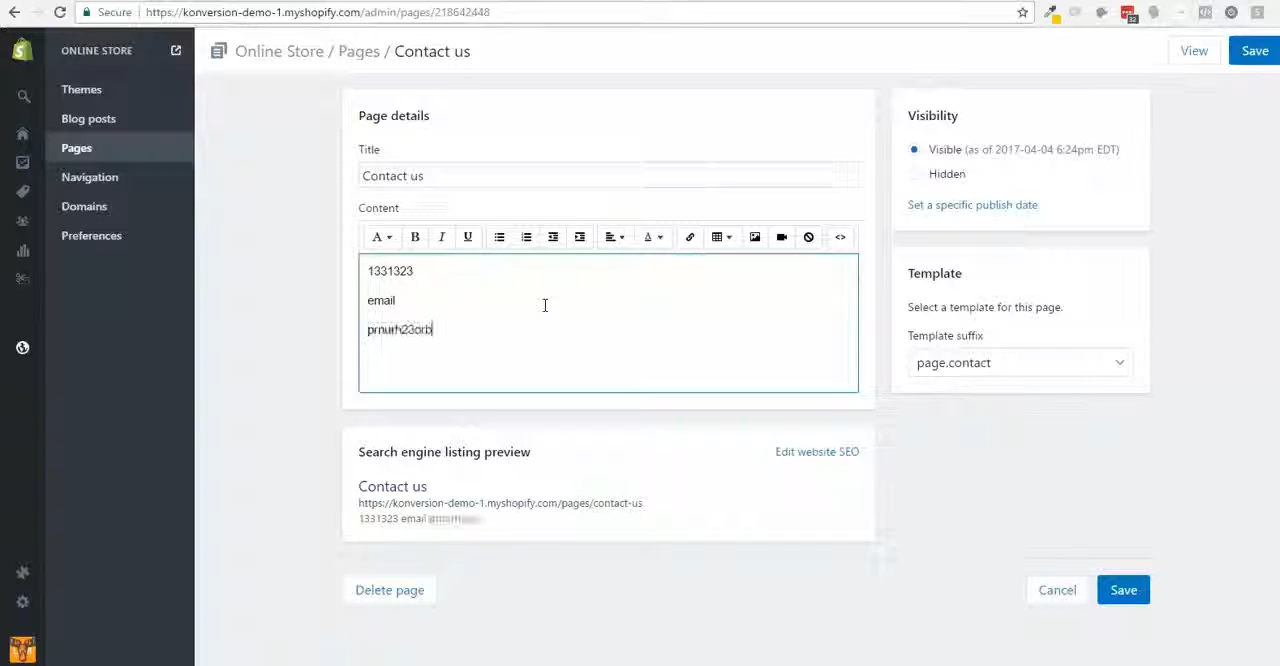 Secure https://konversion-demo-1.myshopify.com/admin/pages/218642448
32
S
ONLINE STORE
Online Store / Pages / Contact us
View
Save
Themes
Blog posts
Pages
Navigation
Domains
Preferences
Page details
Title
Contact us
Content
A B I U A <>
1331323
email
Visibility
Visible (as of 2017-04-04 6:24pm EDT)
Hidden
Set a specific publish date
Template
Select a template for this page.
Template suffix
page.contact
Search engine listing preview
Edit website SEO
Contact us
https://konversion-demo-1.myshopify.com/pages/contact-us
1331323 email
Delete page
Cancel
Save